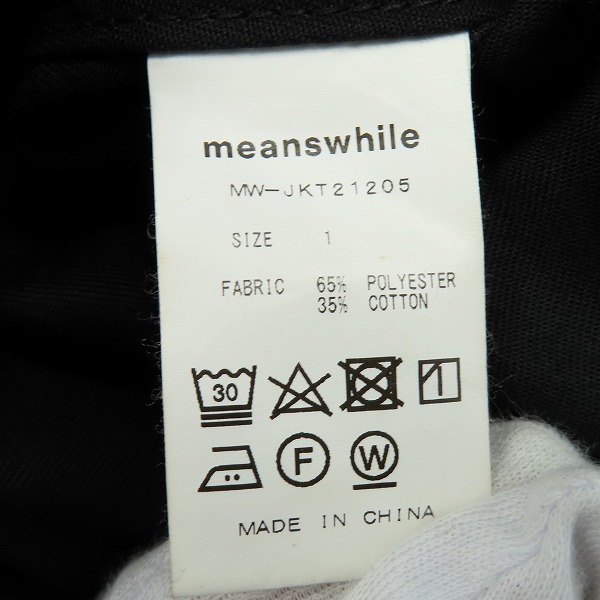 meanswhile
MW-JKT21205
SIZE 1
FABRIC 65% POLYESTER
35% COTTON
30
F W
MADE IN CHINA